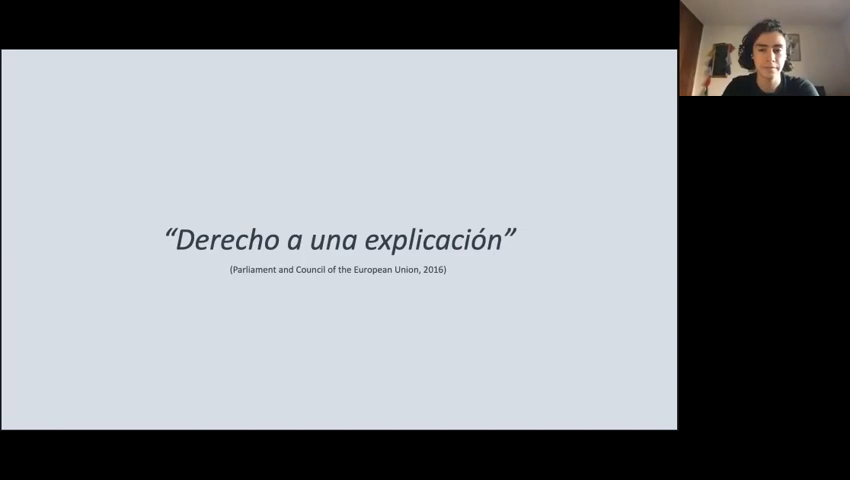 “Derecho a una explicación”
(Parliament and Council of the European Union, 2016)